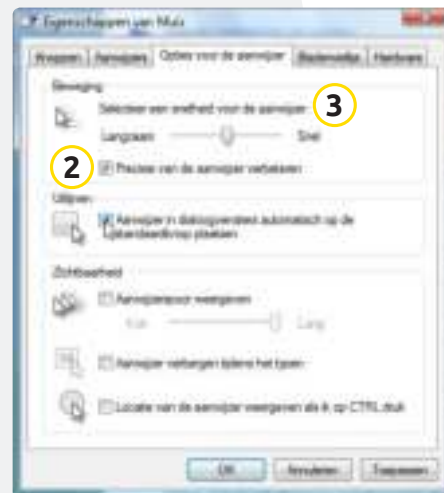 Eigenschappen van Muis
Knoppen Aanwijzers Opties voor de aanwijzer Bladerwieltje Hardware
Beweging
Selecteer een snelheid voor de aanwijzer: 3
Langzaam Snel
2 Precisie van de aanwijzer verbeteren
Uitlijnen
Aanwijzer in dialoogvensters automatisch op de
standaardknop plaatsen
Zichtbaarheid
Aanwijzerspoor weergeven
Kort Lang
Aanwijzer verbergen tijdens het typen
Locatie van de aanwijzer weergeven als ik op CTRL druk
OK Annuleren Toepassen